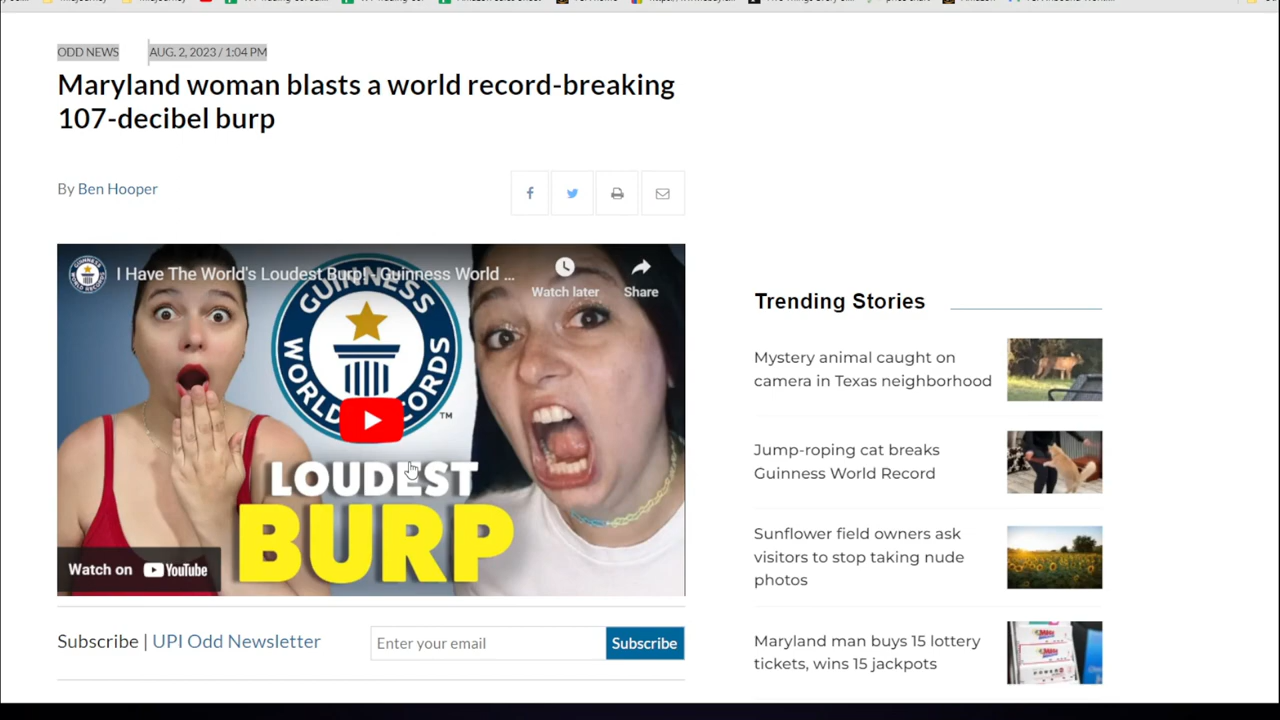 ODD NEWS AUG. 2, 2023 / 1:04 PM
Maryland woman blasts a world record-breaking
107-decibel burp
By Ben Hooper
I Have The World's Loudest Burp! - Guinness World ...
Watch later
Share
GUINNESS
WORLD RECORDS
TM
LOUDEST
BURP
Watch on YouTube
Subscribe | UPI Odd Newsletter
Enter your email
Subscribe
Trending Stories
Mystery animal caught on
camera in Texas neighborhood
Jump-roping cat breaks
Guinness World Record
Sunflower field owners ask
visitors to stop taking nude
photos
Maryland man buys 15 lottery
tickets, wins 15 jackpots